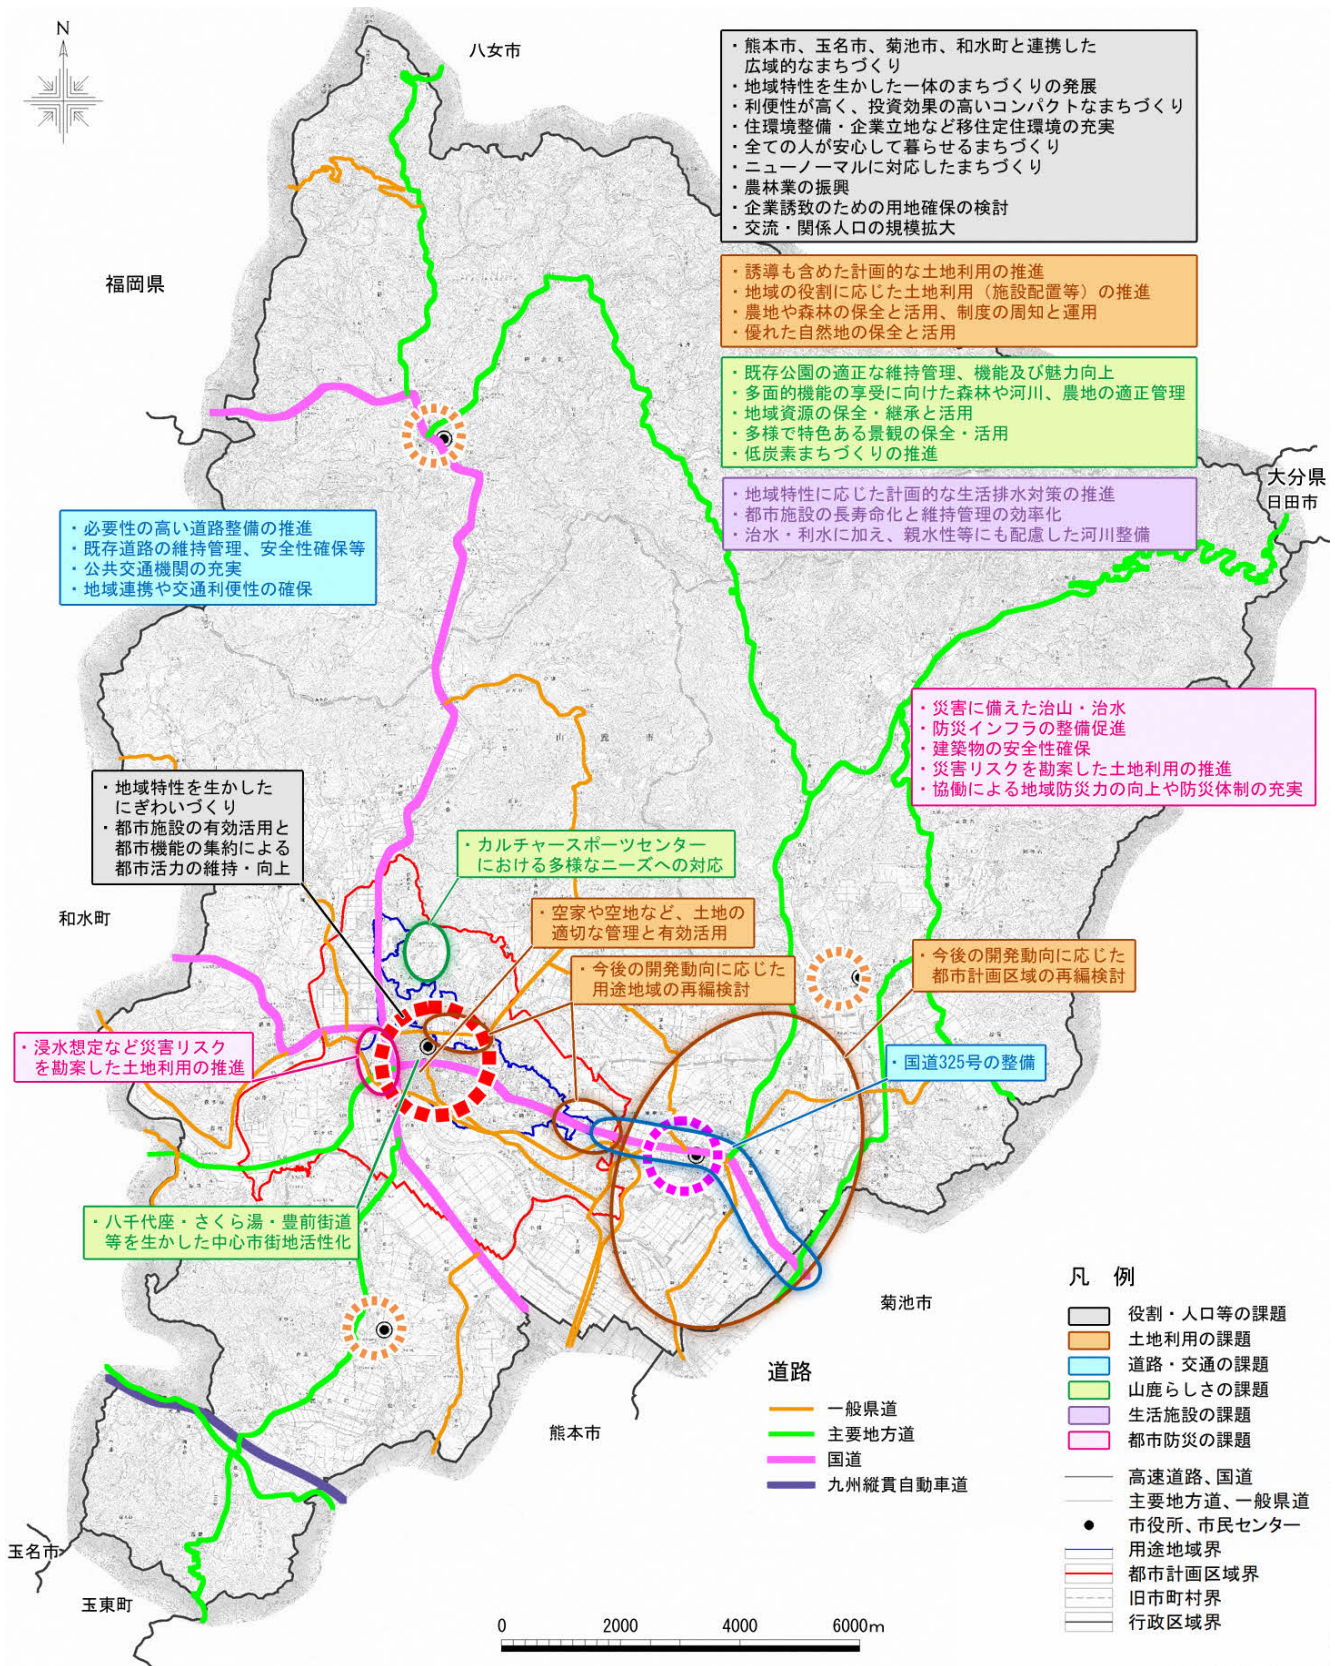 N
八女市
福岡県
・熊本市、玉名市、菊池市、和水町と連携した
広域的なまちづくり
・地域特性を生かした一体のまちづくりの発展
・利便性が高く、投資効果の高いコンパクトなまちづくり
・住環境整備・企業立地など移住定住環境の充実
・全ての人が安心して暮らせるまちづくり
・ニューノーマルに対応したまちづくり
・農林業の振興
・企業誘致のための用地確保の検討
・交流・関係人口の規模拡大
・誘導も含めた計画的な土地利用の推進
・地域の役割に応じた土地利用（施設配置等）の推進
・農地や森林の保全と活用、制度の周知と運用
・優れた自然地の保全と活用
・既存公園の適正な維持管理、機能及び魅力向上
・多面的機能の享受に向けた森林や河川、農地の適正管理
・地域資源の保全・継承と活用
・多様で特色ある景観の保全・活用
・低炭素まちづくりの推進
・地域特性に応じた計画的な生活排水対策の推進
・都市施設の長寿命化と維持管理の効率化
・治水・利水に加え、親水性等にも配慮した河川整備
大分県
日田市
・必要性の高い道路整備の推進
・既存道路の維持管理、安全性確保等
・公共交通機関の充実
・地域連携や交通利便性の確保
・災害に備えた治山・治水
・防災インフラの整備促進
・建築物の安全性確保
・災害リスクを勘案した土地利用の推進
・協働による地域防災力の向上や防災体制の充実
山鹿市
・地域特性を生かした
にぎわいづくり
・都市施設の有効活用と
都市機能の集約による
都市活力の維持・向上
・カルチャースポーツセンター
における多様なニーズへの対応
和水町
・空家や空地など、土地の
適切な管理と有効活用
・今後の開発動向に応じた
用途地域の再編検討
・今後の開発動向に応じた
都市計画区域の再編検討
・浸水想定など災害リスク
を勘案した土地利用の推進
・国道325号の整備
・八千代座・さくら湯・豊前街道
等を生かした中心市街地活性化
菊池市
熊本市
玉名市
玉東町
道路
一般県道
主要地方道
国道
九州縦貫自動車道
凡 例
役割・人口等の課題
土地利用の課題
道路・交通の課題
山鹿らしさの課題
生活施設の課題
都市防災の課題
高速道路、国道
主要地方道、一般県道
市役所、市民センター
用途地域界
都市計画区域界
旧市町村界
行政区域界
0 2000 4000 6000m